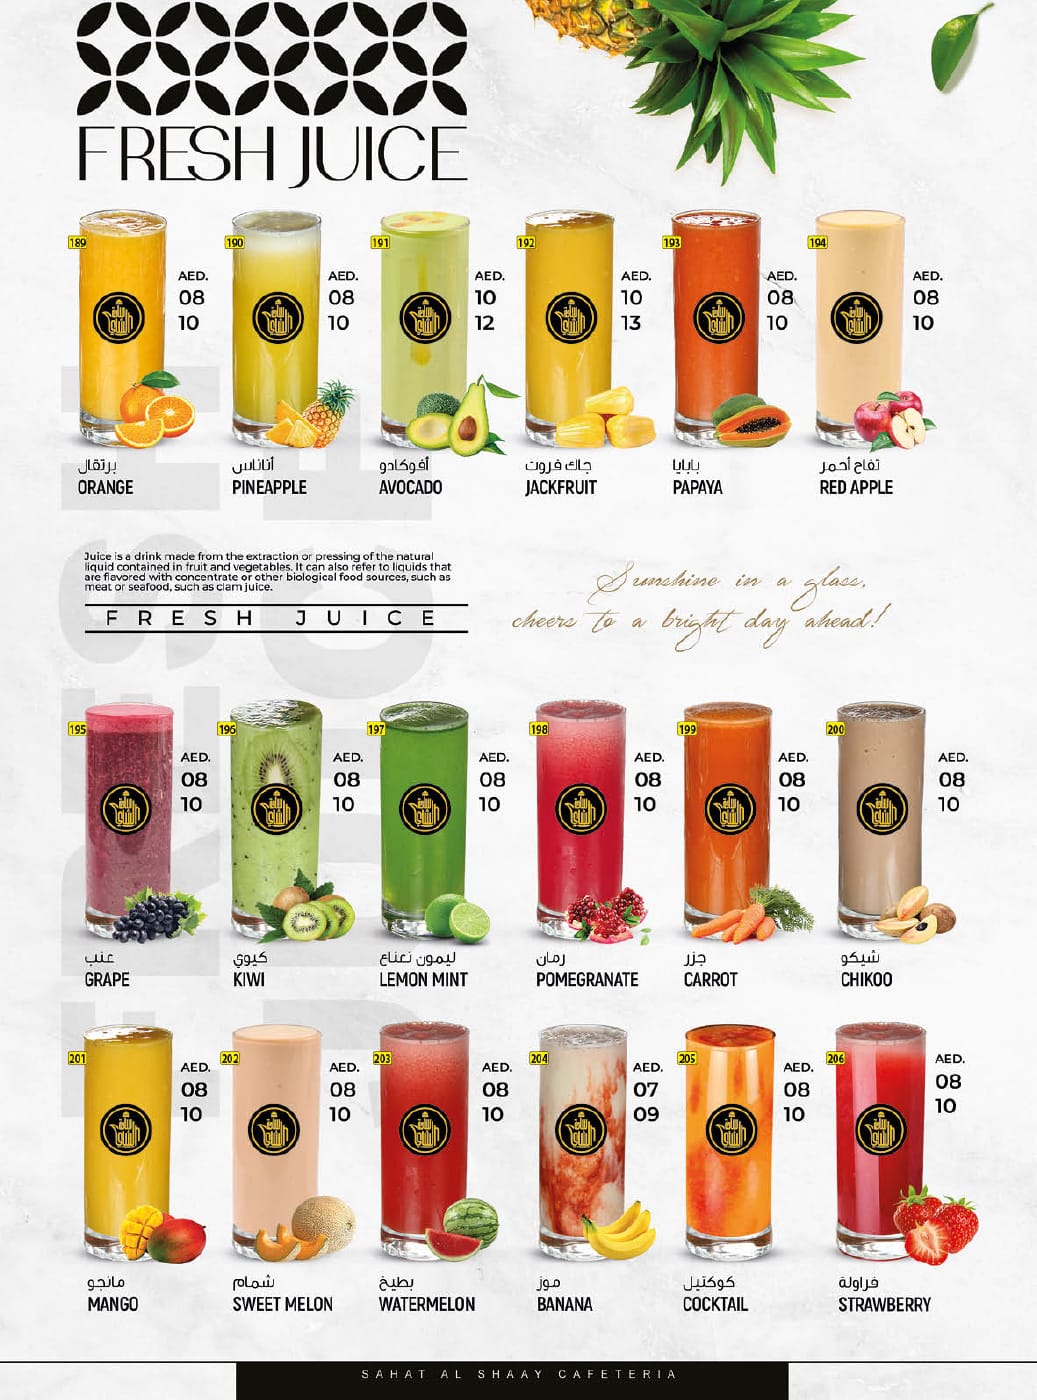 FRESH JUICE
189
AED.
08
10
برتقال
ORANGE
190
AED.
08
10
أناناس
PINEAPPLE
191
AED.
10
12
أفوكادو
AVOCADO
192
AED.
10
13
جاك فروت
JACKFRUIT
193
AED.
08
10
بابايا
PAPAYA
194
AED.
08
10
تفاح أحمر
RED APPLE
Juice is a drink made from the extraction or pressing of the natural
liquid contained in fruit and vegetables. It can also refer to liquids that
are flavored with concentrate or other biological food sources, such as
meat or seafood, such as clam juice.
FRESH JUICE
Sunshine in a glass,
cheers to a bright day ahead!
195
AED.
08
10
عنب
GRAPE
196
AED.
08
10
كيوي
KIWI
197
AED.
08
10
ليمون نعناع
LEMON MINT
198
AED.
08
10
رمان
POMEGRANATE
199
AED.
08
10
جزر
CARROT
200
AED.
08
10
شيكو
CHIKOO
201
AED.
08
10
مانجو
MANGO
202
AED.
08
10
شمام
SWEET MELON
203
AED.
08
10
بطيخ
WATERMELON
204
AED.
07
09
موز
BANANA
205
AED.
08
10
كوكتيل
COCKTAIL
206
AED.
08
10
فراولة
STRAWBERRY
SAHAT AL SHAAY CAFETERIA